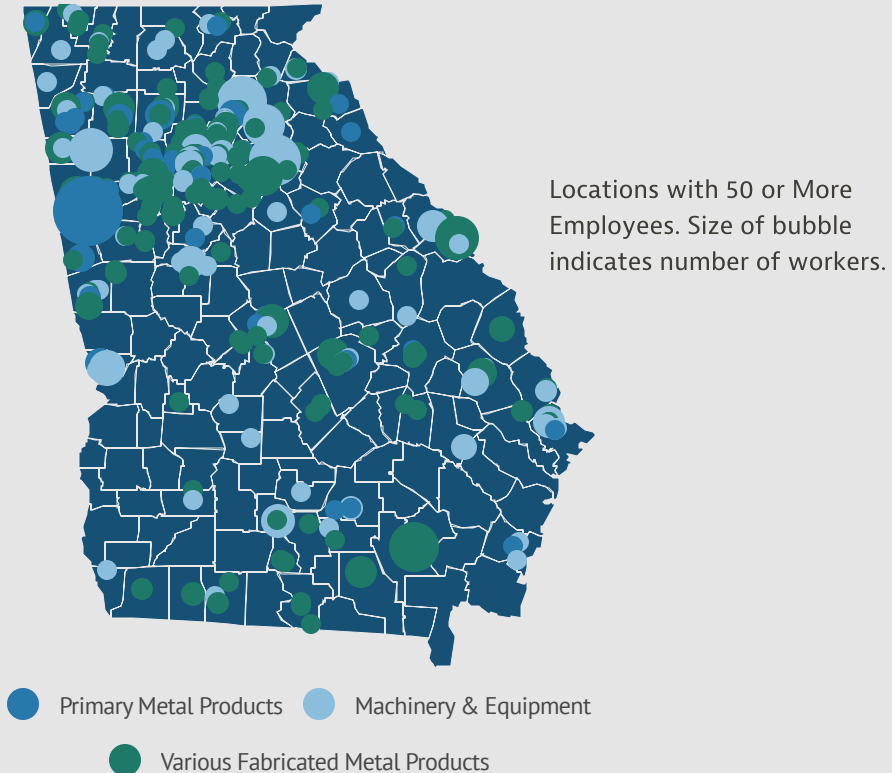 Locations with 50 or More
Employees. Size of bubble
indicates number of workers.
Primary Metal Products
Machinery & Equipment
Various Fabricated Metal Products